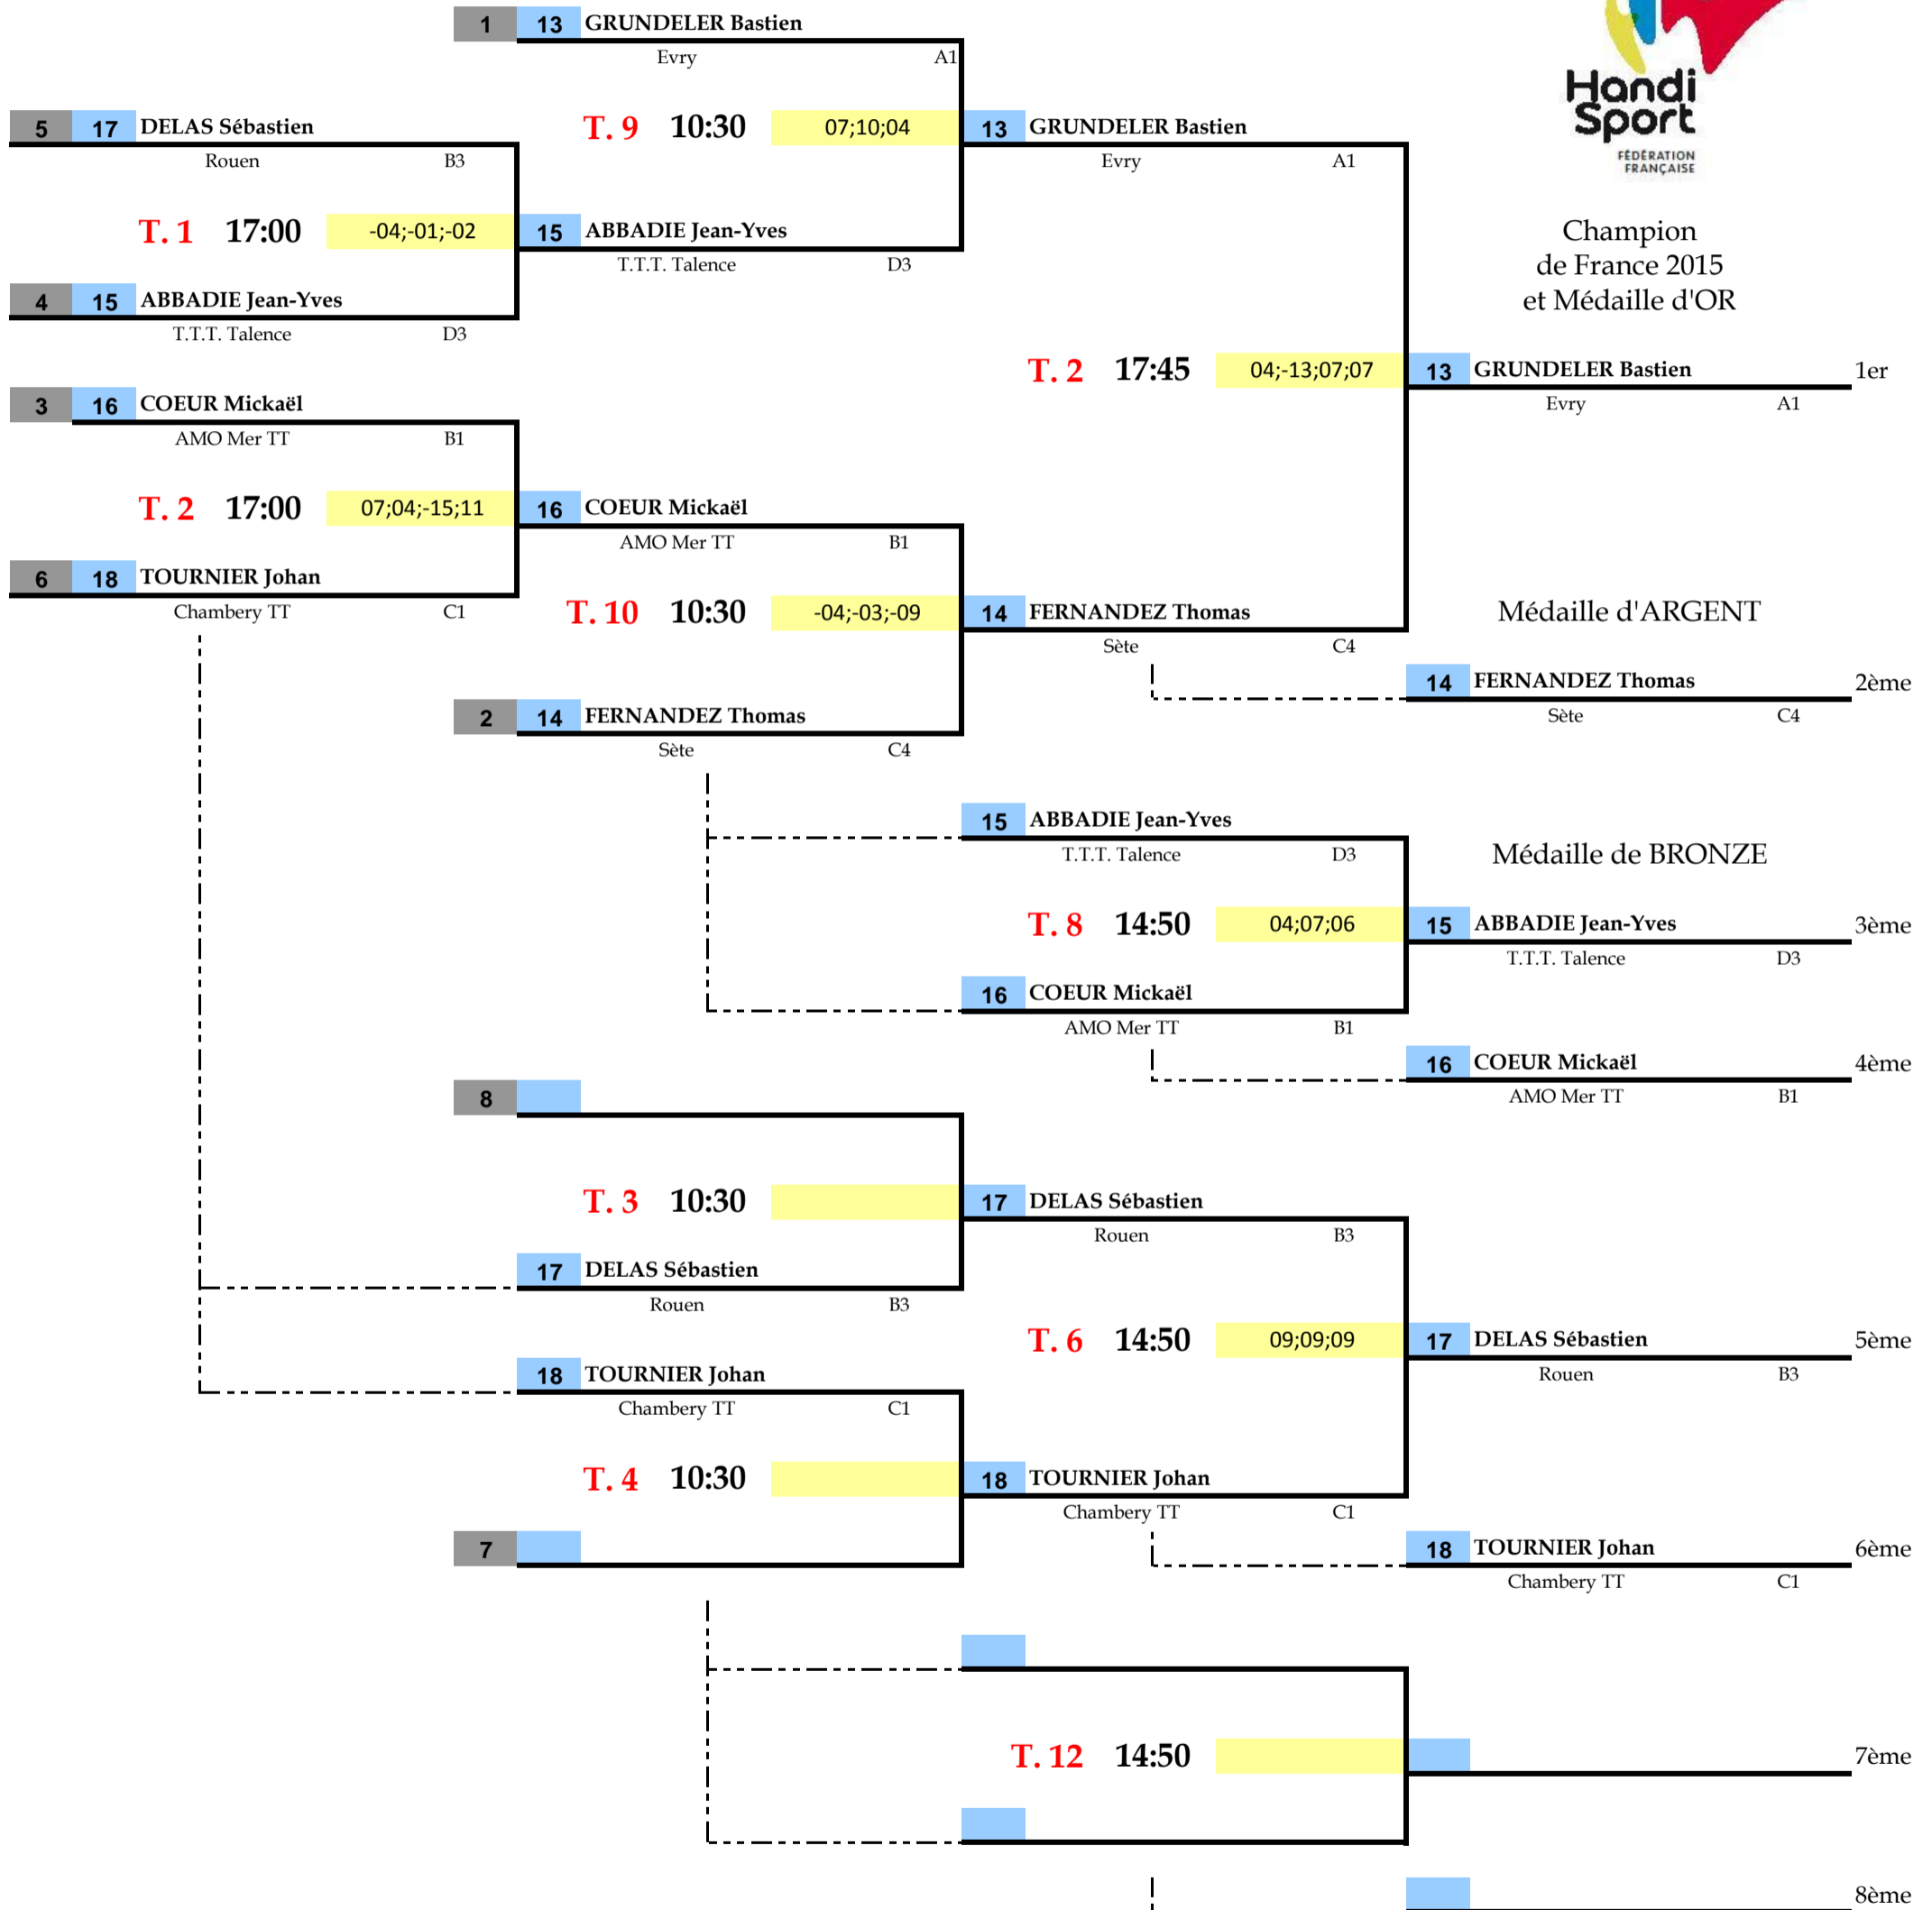 1 13 GRUNDELER Bastien
Evry A1
Handi
Sport
FÉDÉRATION
FRANÇAISE
5 17 DELAS Sébastien
Rouen B3
T. 9 10:30 07;10;04
13 GRUNDELER Bastien
Evry A1
T. 1 17:00 -04;-01;-02
15 ABBADIE Jean-Yves
T.T.T. Talence D3
Champion
de France 2015
et Médaille d'OR
4 15 ABBADIE Jean-Yves
T.T.T. Talence D3
T. 2 17:45 04;-13;07;07
13 GRUNDELER Bastien 1er
Evry A1
3 16 COEUR Mickaël
AMO Mer TT B1
T. 2 17:00 07;04;-15;11
16 COEUR Mickaël
AMO Mer TT B1
6 18 TOURNIER Johan
Chambery TT C1
T. 10 10:30 -04;-03;-09
14 FERNANDEZ Thomas
Sète C4
Médaille d'ARGENT
14 FERNANDEZ Thomas 2ème
Sète C4
2 14 FERNANDEZ Thomas
Sète C4
15 ABBADIE Jean-Yves
T.T.T. Talence D3
Médaille de BRONZE
T. 8 14:50 04;07;06
15 ABBADIE Jean-Yves 3ème
T.T.T. Talence D3
16 COEUR Mickaël
AMO Mer TT B1
16 COEUR Mickaël 4ème
AMO Mer TT B1
8
T. 3 10:30
17 DELAS Sébastien
Rouen B3
17 DELAS Sébastien
Rouen B3
T. 6 14:50 09;09;09
17 DELAS Sébastien 5ème
Rouen B3
18 TOURNIER Johan
Chambery TT C1
T. 4 10:30
18 TOURNIER Johan
Chambery TT C1
7
18 TOURNIER Johan 6ème
Chambery TT C1
T. 12 14:50
7ème
8ème